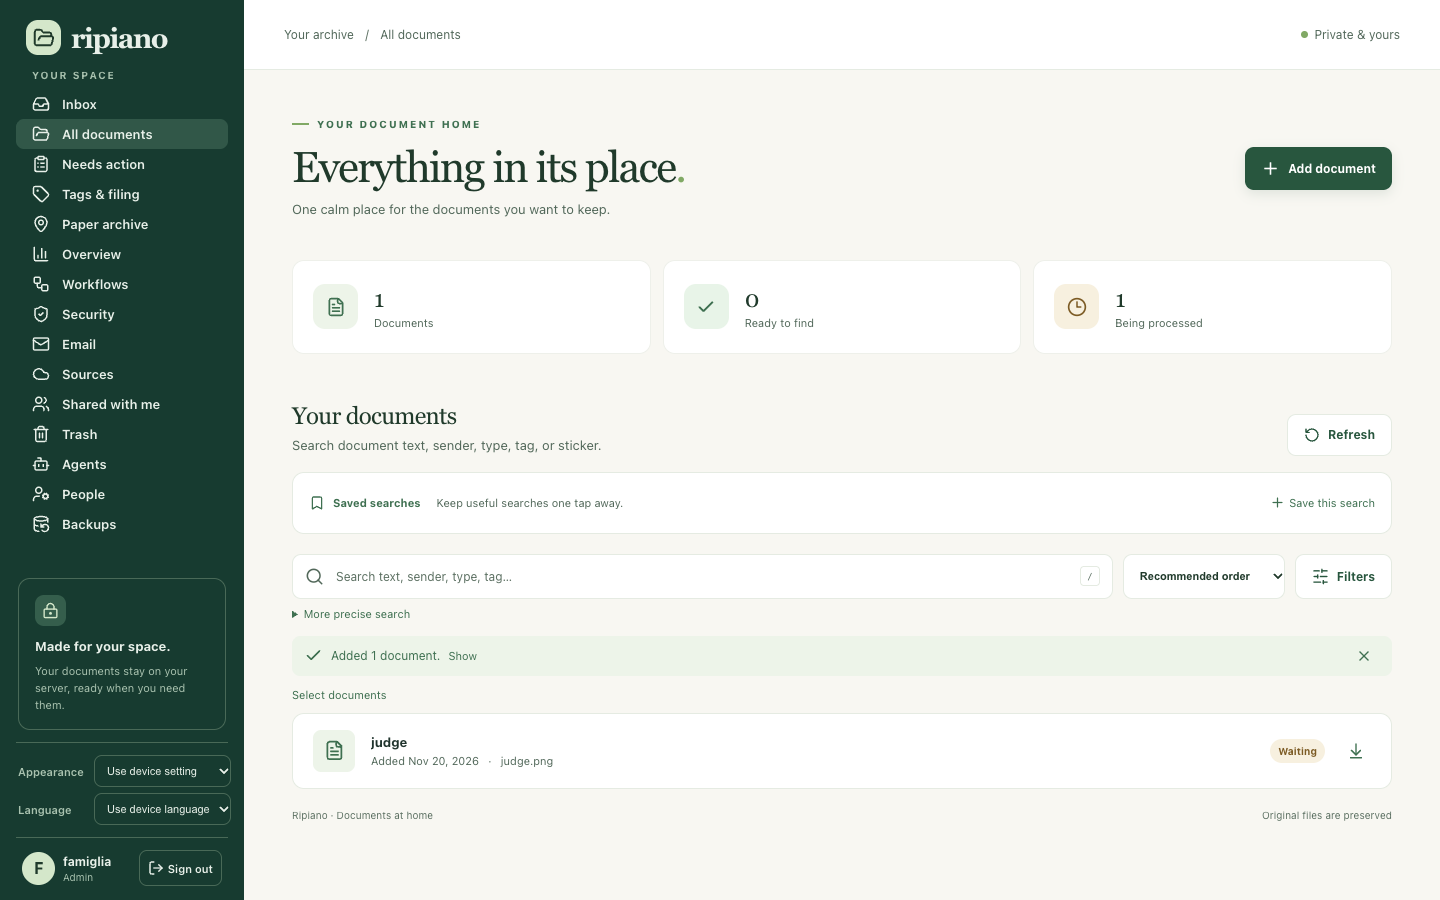 ripiano
YOUR SPACE
Inbox
All documents
Needs action
Tags & filing
Paper archive
Overview
Workflows
Security
Email
Sources
Shared with me
Trash
Agents
People
Backups
Made for your space.
Your documents stay on your
server, ready when you need
them.
Appearance Use device setting
Language Use device language
F famiglia
Admin
Sign out
Your archive / All documents
Private & yours
YOUR DOCUMENT HOME
Everything in its place.
One calm place for the documents you want to keep.
Add document
1
Documents
0
Ready to find
1
Being processed
Your documents
Search document text, sender, type, tag, or sticker.
Refresh
Saved searches Keep useful searches one tap away.
Save this search
Search text, sender, type, tag... /
Recommended order
Filters
More precise search
Added 1 document. Show
Select documents
judge
Added Nov 20, 2026 · judge.png
Waiting
Ripiano · Documents at home
Original files are preserved